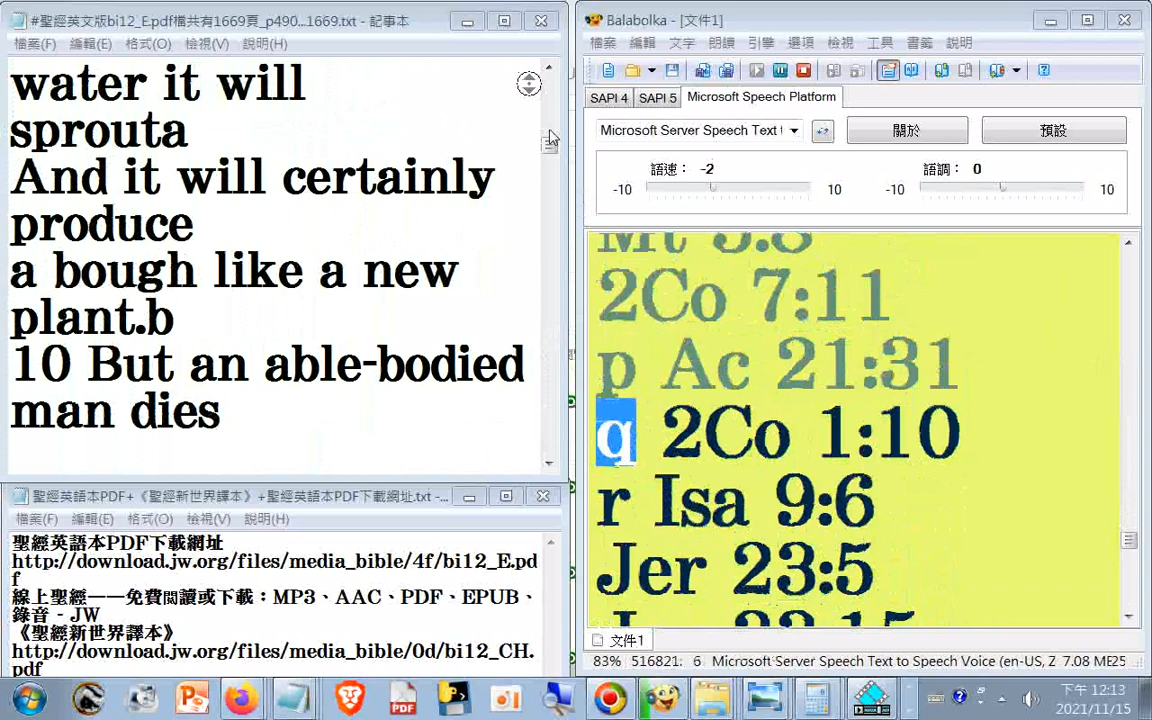 #聖經英文版bi12_E.pdf檔共有1669頁_p490...1669.txt - 記事本
檔案(F) 編輯(E) 格式(O) 檢視(V) 說明(H)
water it will
sprouta
And it will certainly
produce
a bough like a new
plant.b
10 But an able-bodied
man dies
聖經英語本PDF+《聖經新世界譯本》+聖經英語本PDF下載網址.txt -...
檔案(F) 編輯(E) 格式(O) 檢視(V) 說明(H)
聖經英語本PDF下載網址
http://download.jw.org/files/media_bible/4f/bi12_E.pd
f
線上聖經——免費閱讀或下載：MP3、AAC、PDF、EPUB、
錄音 - JW
《聖經新世界譯本》
http://download.jw.org/files/media_bible/0d/bi12_CH.
pdf
Balabolka - [文件1]
檔案 編輯 文字 朗讀 引擎 選項 檢視 工具 書籤 說明
SAPI 4 SAPI 5 Microsoft Speech Platform
Microsoft Server Speech Text t 關於 預設
語速： -2 語調： 0
-10 10 -10 10
Mt 5:8
2Co 7:11
p Ac 21:31
q 2Co 1:10
r Isa 9:6
Jer 23:5
文件1
83% 516821: 6 Microsoft Server Speech Text to Speech Voice (en-US, Z 7.08 ME25
PDF
下午 12:13
2021/11/15